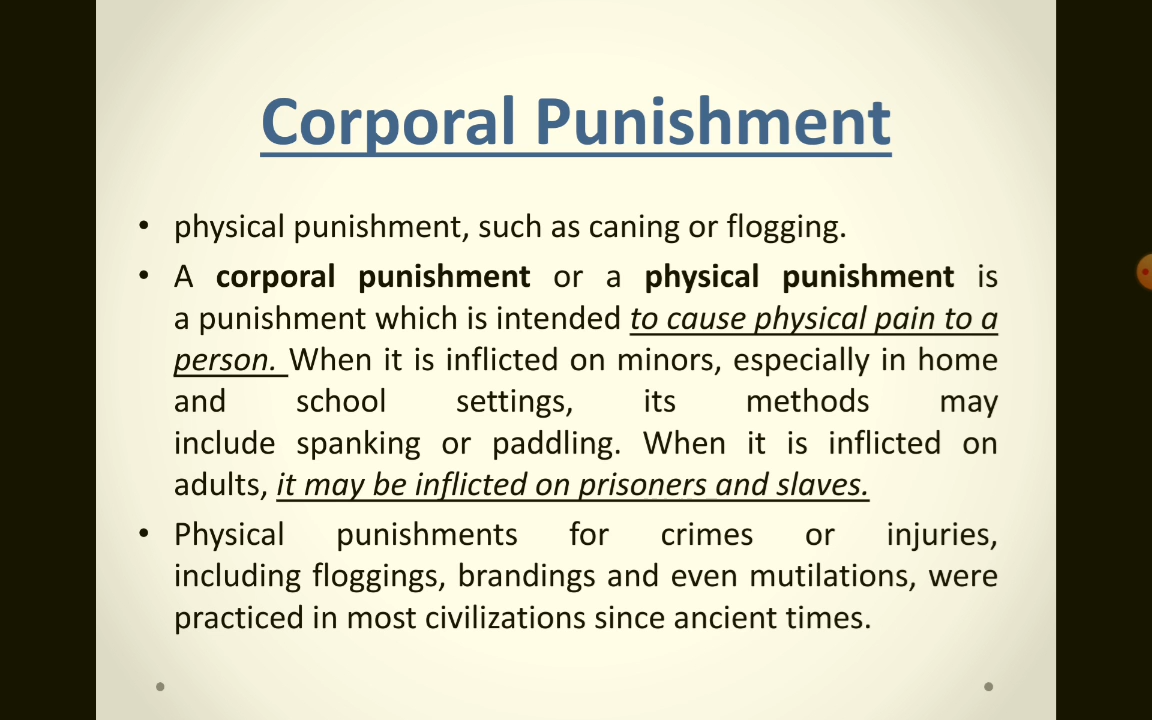 Corporal Punishment
• physical punishment, such as caning or flogging.
• A corporal punishment or a physical punishment is
a punishment which is intended to cause physical pain to a
person. When it is inflicted on minors, especially in home
and school settings, its methods may
include spanking or paddling. When it is inflicted on
adults, it may be inflicted on prisoners and slaves.
• Physical punishments for crimes or injuries,
including floggings, brandings and even mutilations, were
practiced in most civilizations since ancient times.